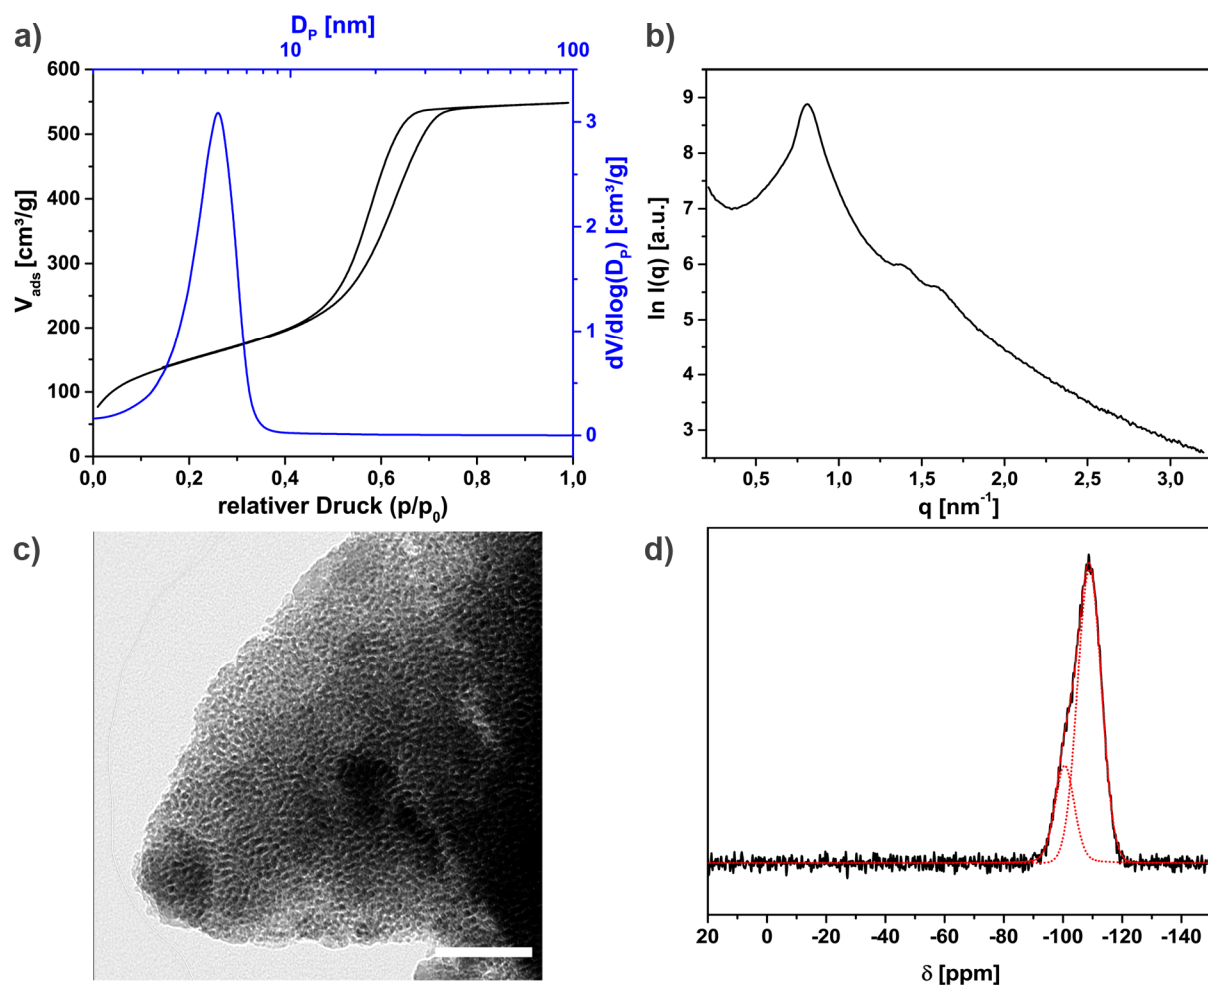 a)
D_P [nm]
10 100
600
500
400
300
200
100
0
V_ads [cm³/g]
3
2
1
0
dV/dlog(D_P) [cm³/g]
0,0 0,2 0,4 0,6 0,8 1,0
relativer Druck (p/p_0)
b)
9
8
7
6
5
4
3
ln I(q) [a.u.]
0,5 1,0 1,5 2,0 2,5 3,0
q [nm⁻¹]
c)
d)
20 0 -20 -40 -60 -80 -100 -120 -140
δ [ppm]